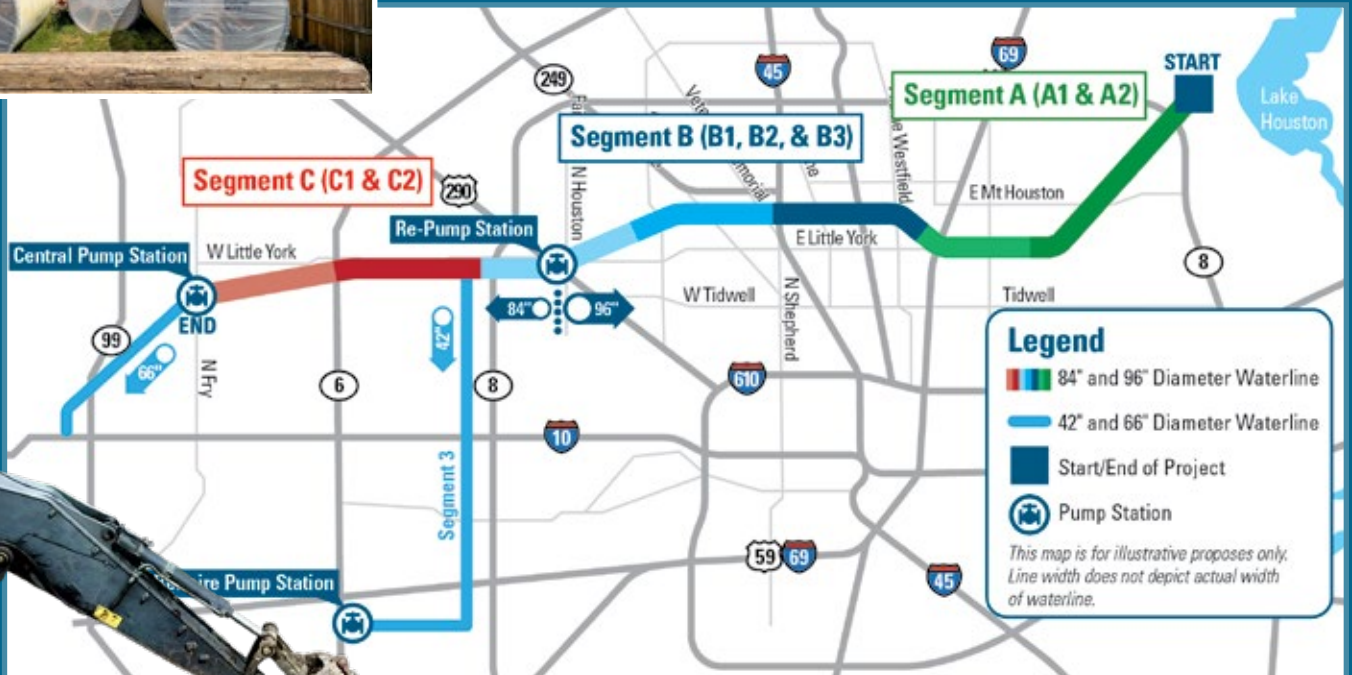 START
69
45
249
Lake
Houston
Segment A (A1 & A2)
Segment B (B1, B2, & B3)
N Houston
Westfield
Segment C (C1 & C2)
290
E Mt Houston
Re-Pump Station
E Little York
Central Pump Station
W Little York
8
84"
96"
W Tidwell
Tidwell
N Shepherd
END
99
66"
42"
N Fry
6
8
610
10
Segment 3
Pump Station
59
69
45
Legend
84" and 96" Diameter Waterline
42" and 66" Diameter Waterline
Start/End of Project
Pump Station
This map is for illustrative proposes only.
Line width does not depict actual width
of waterline.